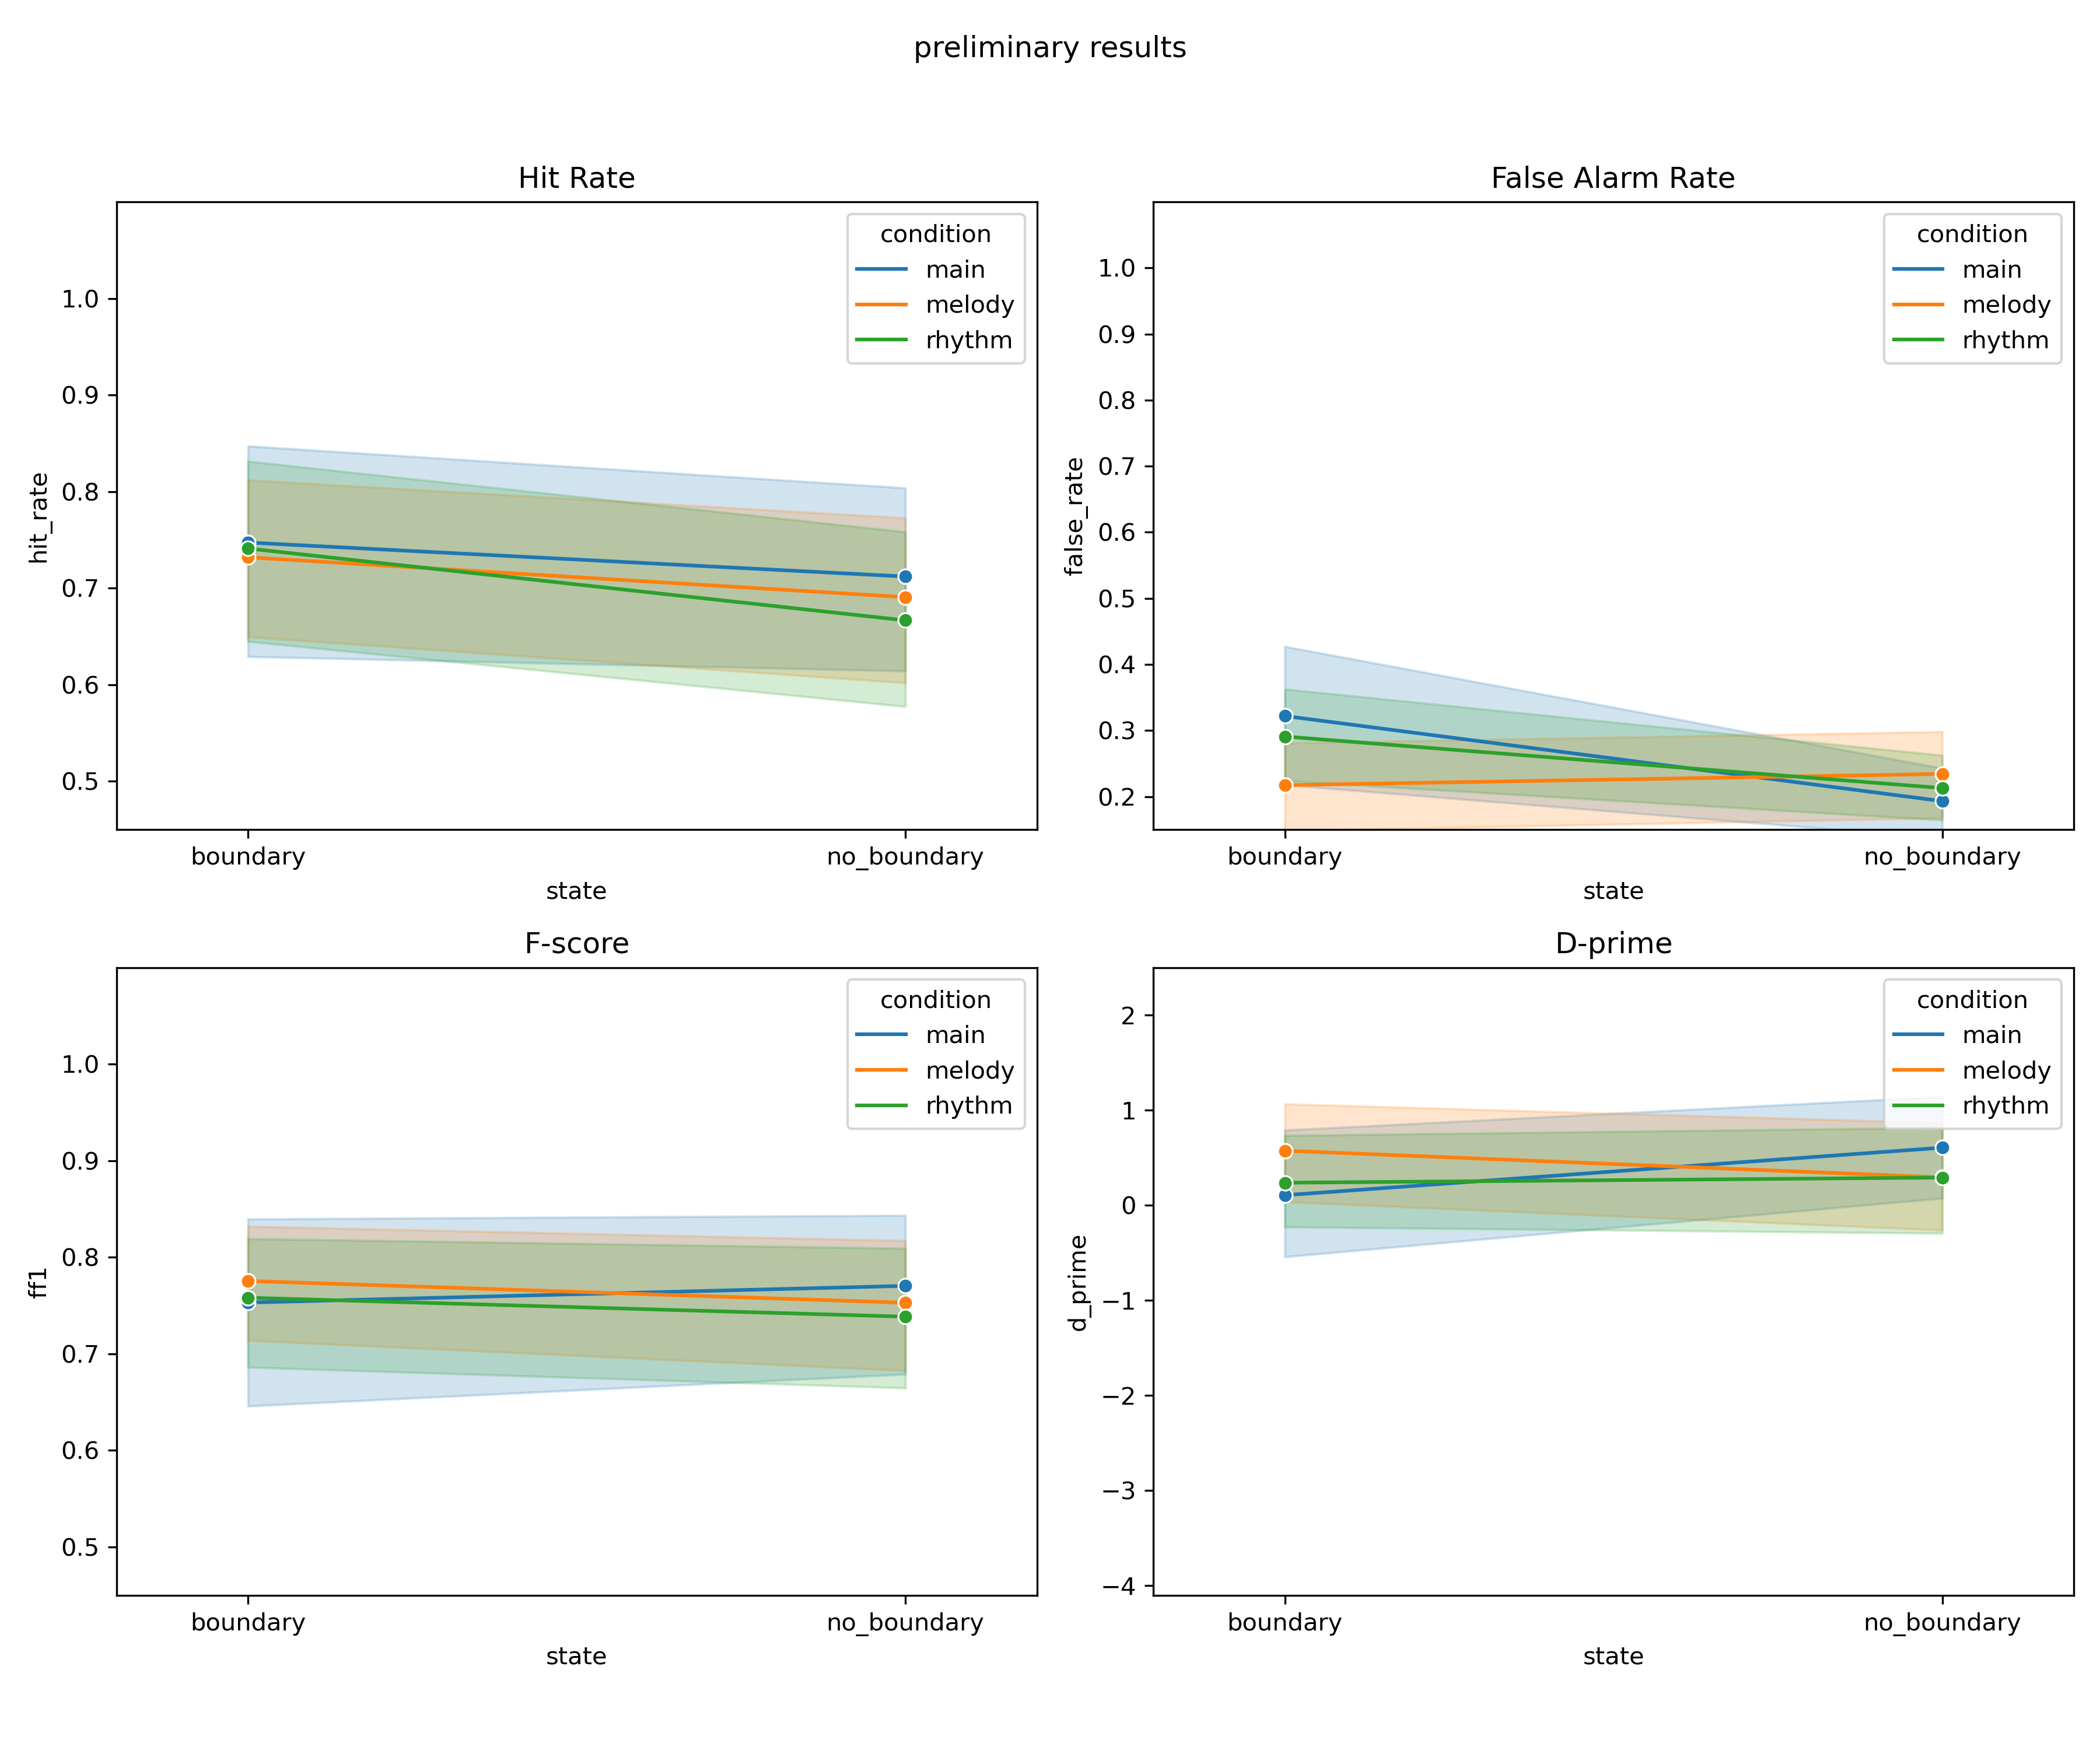 preliminary results
Hit Rate
condition
main
melody
rhythm
1.0
0.9
0.8
0.7
0.6
0.5
hit_rate
boundary
no_boundary
state
False Alarm Rate
condition
main
melody
rhythm
1.0
0.9
0.8
0.7
0.6
0.5
0.4
0.3
0.2
false_rate
boundary
no_boundary
state
F-score
condition
main
melody
rhythm
1.0
0.9
0.8
0.7
0.6
0.5
ff1
boundary
no_boundary
state
D-prime
condition
main
melody
rhythm
2
1
0
−1
−2
−3
−4
d_prime
boundary
no_boundary
state